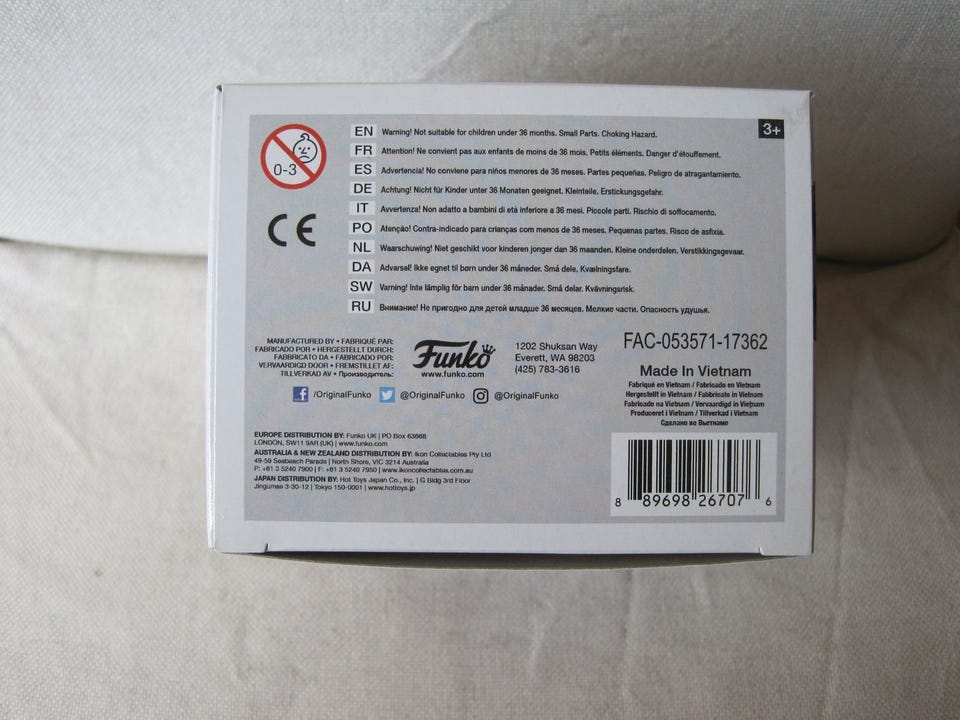 3+
0-3
EN Warning! Not suitable for children under 36 months. Small Parts. Choking Hazard.
FR Attention! Ne convient pas aux enfants de moins de 36 mois. Petits éléments. Danger d'étouffement.
ES Advertencia! No conviene para niños menores de 36 meses. Partes pequeñas. Peligro de atragantamiento.
DE Achtung! Nicht für Kinder unter 36 Monaten geeignet. Kleinteile. Erstickungsgefahr.
IT Avvertenza! Non adatto a bambini di età inferiore a 36 mesi. Piccole parti. Rischio di soffocamento.
PO Atenção! Contra-indicado para crianças com menos de 36 meses. Pequenas partes. Risco de asfixia.
NL Waarschuwing! Niet geschikt voor kinderen jonger dan 36 maanden. Kleine onderdelen. Verstikkingsgevaar.
DA Advarsel! Ikke egnet til børn under 36 måneder. Små dele. Kvælningsfare.
SW Varning! Inte lämplig för barn under 36 månader. Små delar. Kvävningsrisk.
RU Внимание! Не пригодно для детей младше 36 месяцев. Мелкие части. Опасность удушья.
CE
MANUFACTURED BY • FABRIQUÉ PAR:
FABRICADO POR • HERGESTELLT DURCH:
FABBRICATO DA • FABRICADO POR:
VERVAARDIGD DOOR • FREMSTILLET AF:
TILLVERKAD AV • Производитель:
Funko
www.funko.com
1202 Shuksan Way
Everett, WA 98203
(425) 783-3616
/OriginalFunko @OriginalFunko @OriginalFunko
FAC-053571-17362
Made In Vietnam
Fabriqué en Vietnam / Fabricado en Vietnam
Hergestellt in Vietnam / Fabbricato in Vietnam
Fabricado na Vietnam / Vervaardigd in Vietnam
Produceret i Vietnam / Tillverkad i Vietnam
Сделано во Вьетнаме
EUROPE DISTRIBUTION BY: Funko UK | PO Box 63668
LONDON, SW11 9AR (UK) | www.funko.com
AUSTRALIA & NEW ZEALAND DISTRIBUTION BY: Ikon Collectables Pty Ltd
49-59 Seabeach Parade | North Shore, VIC 3214 Australia
P: +61 3 5240 7900 | F: +61 3 5240 7950 | www.ikoncollectables.com.au
JAPAN DISTRIBUTION BY: Hot Toys Japan Co., Inc. | G Bldg 3rd Floor
Jingumae 3-30-12 | Tokyo 150-0001 | www.hottoys.jp
8 89698 26707 6